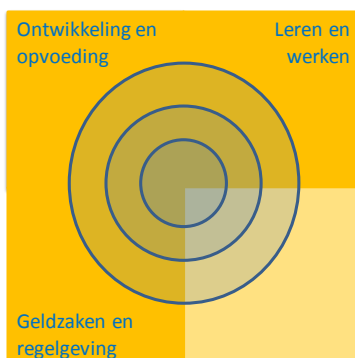 Ontwikkeling en
opvoeding
Leren en
werken
Geldzaken en
regelgeving